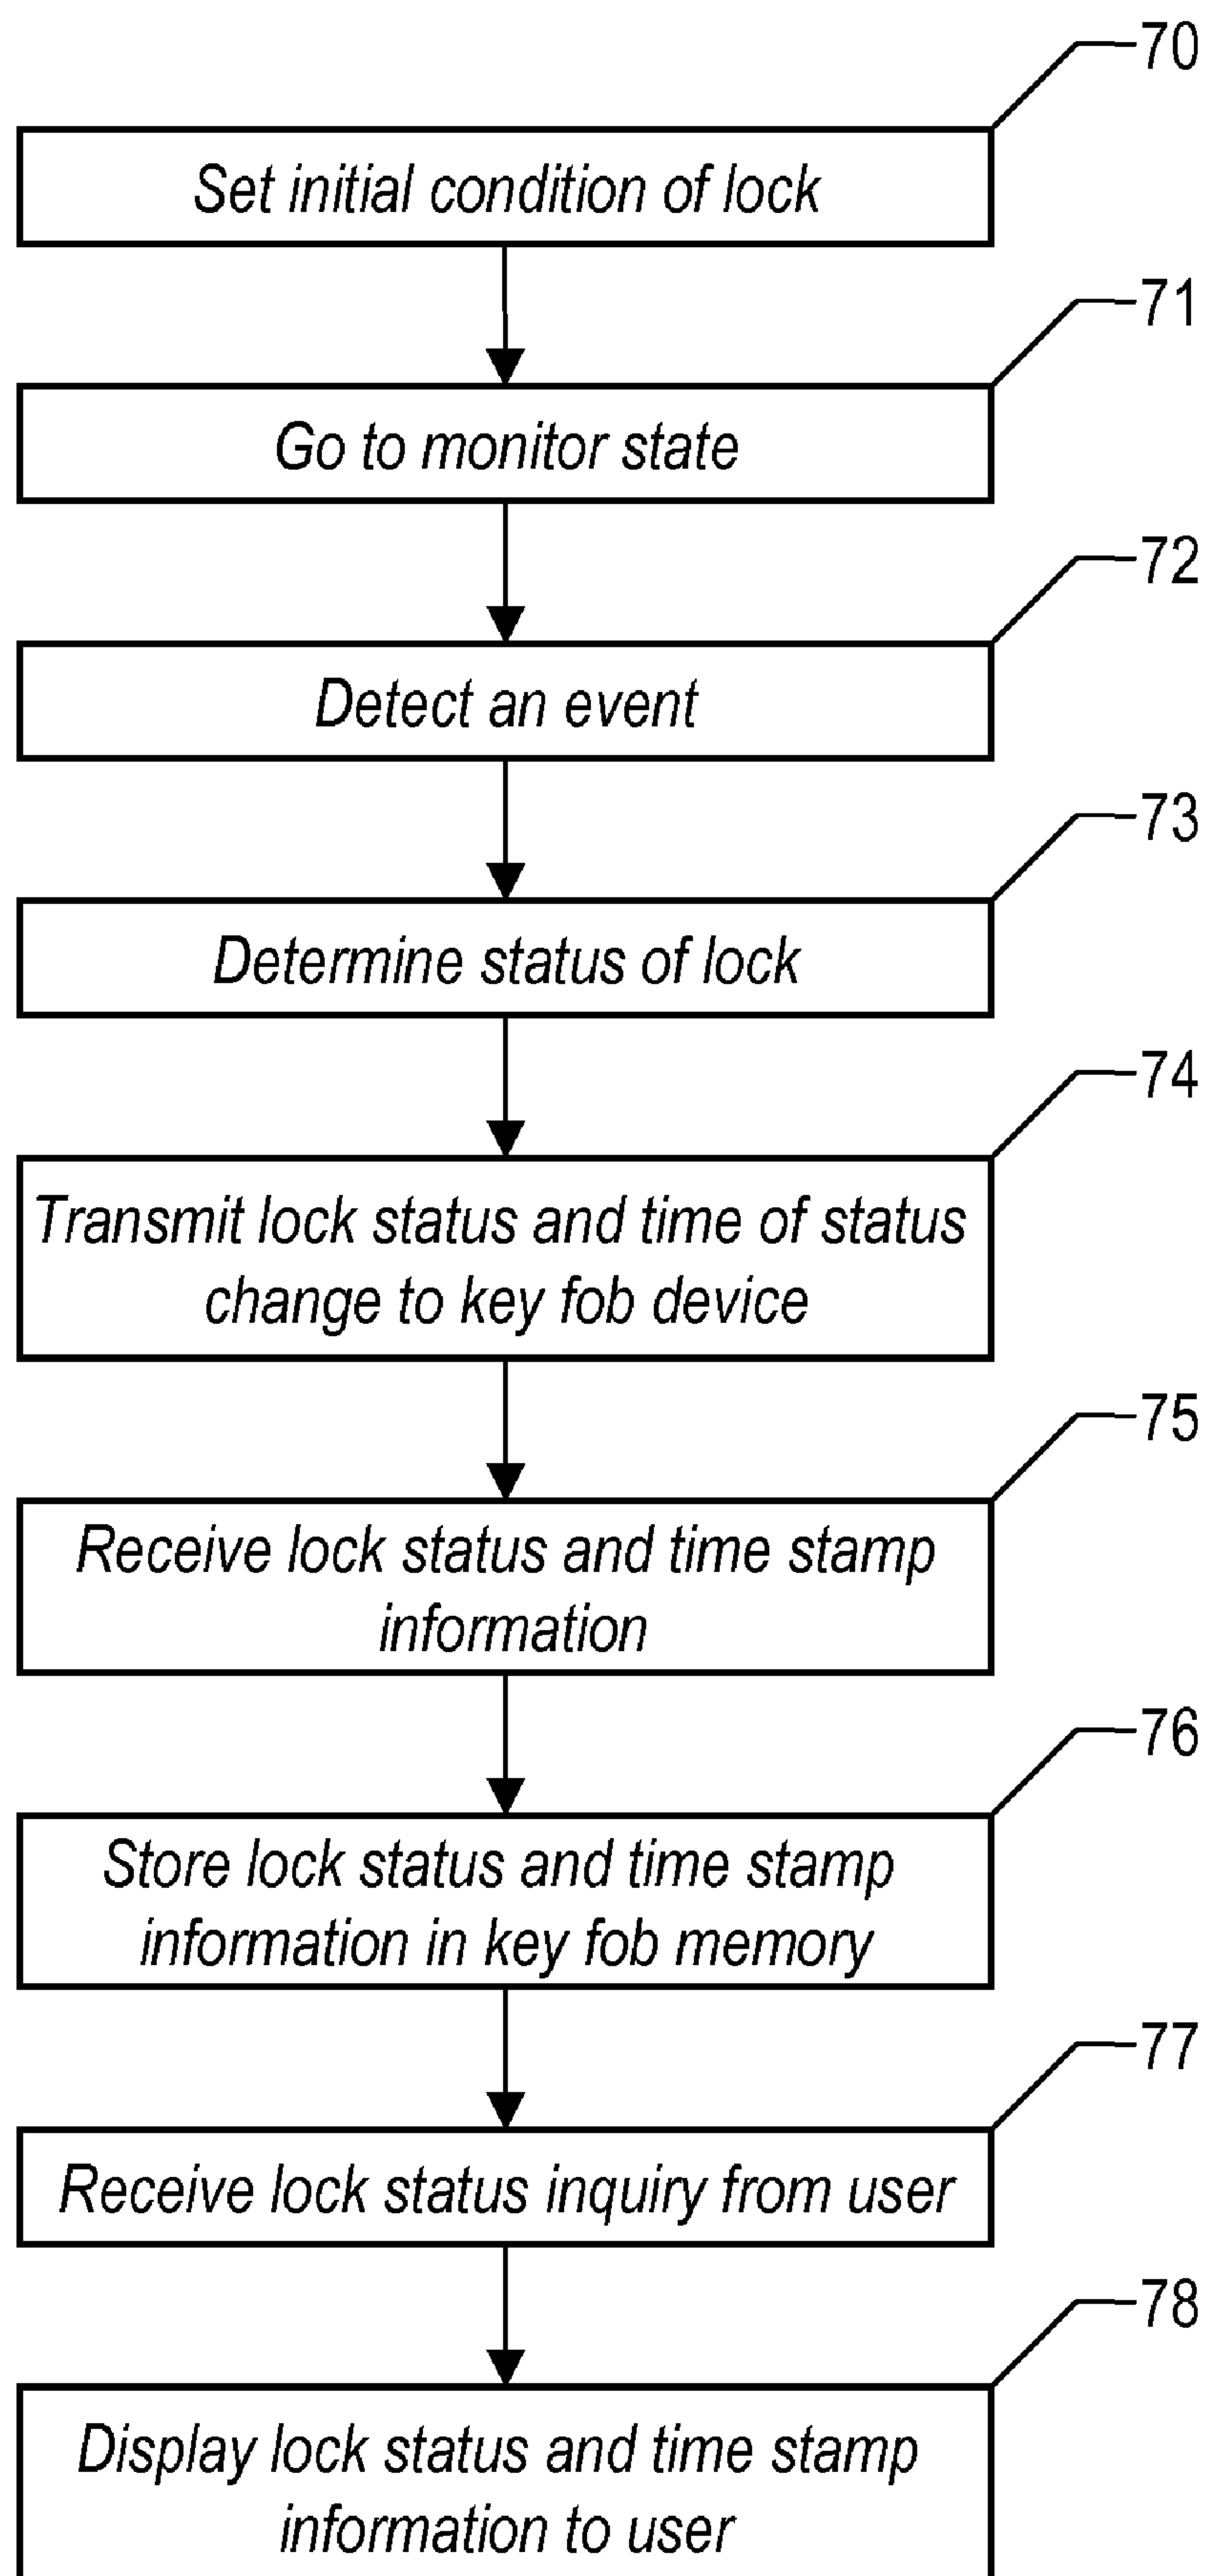 70
Set initial condition of lock
71
Go to monitor state
72
Detect an event
73
Determine status of lock
74
Transmit lock status and time of status
change to key fob device
75
Receive lock status and time stamp
information
76
Store lock status and time stamp
information in key fob memory
77
Receive lock status inquiry from user
78
Display lock status and time stamp
information to user